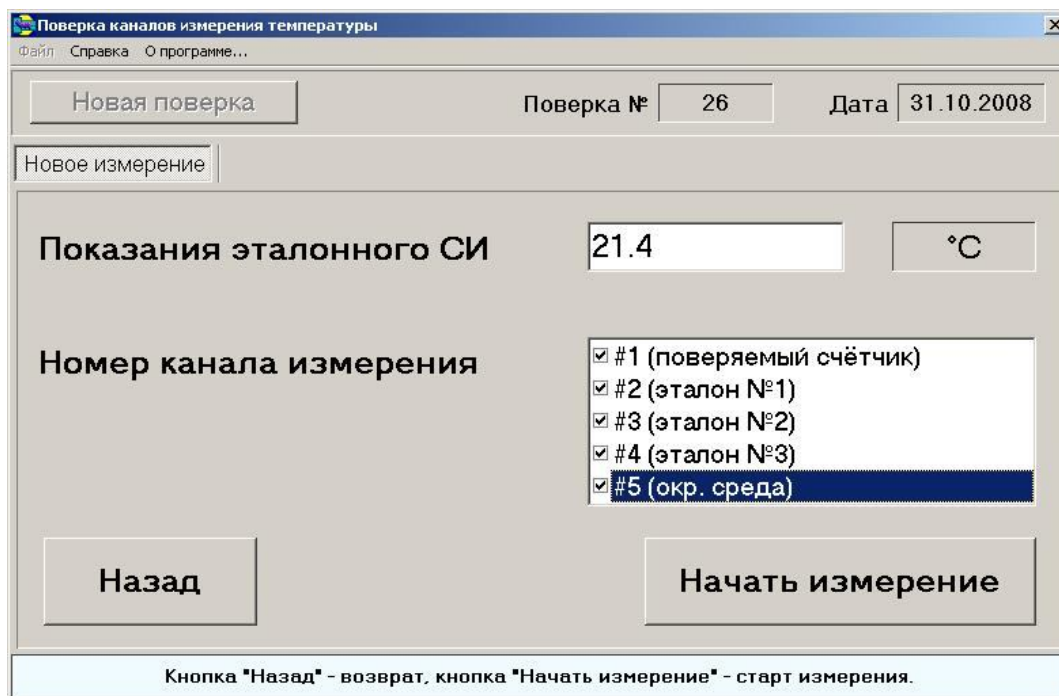 Поверка каналов измерения температуры
Файл Справка О программе...
Новая поверка Поверка № 26 Дата 31.10.2008
Новое измерение
Показания эталонного СИ 21.4 °C
Номер канала измерения
#1 (поверяемый счётчик)
#2 (эталон №1)
#3 (эталон №2)
#4 (эталон №3)
#5 (окр. среда)
Назад Начать измерение
Кнопка "Назад" - возврат, кнопка "Начать измерение" - старт измерения.